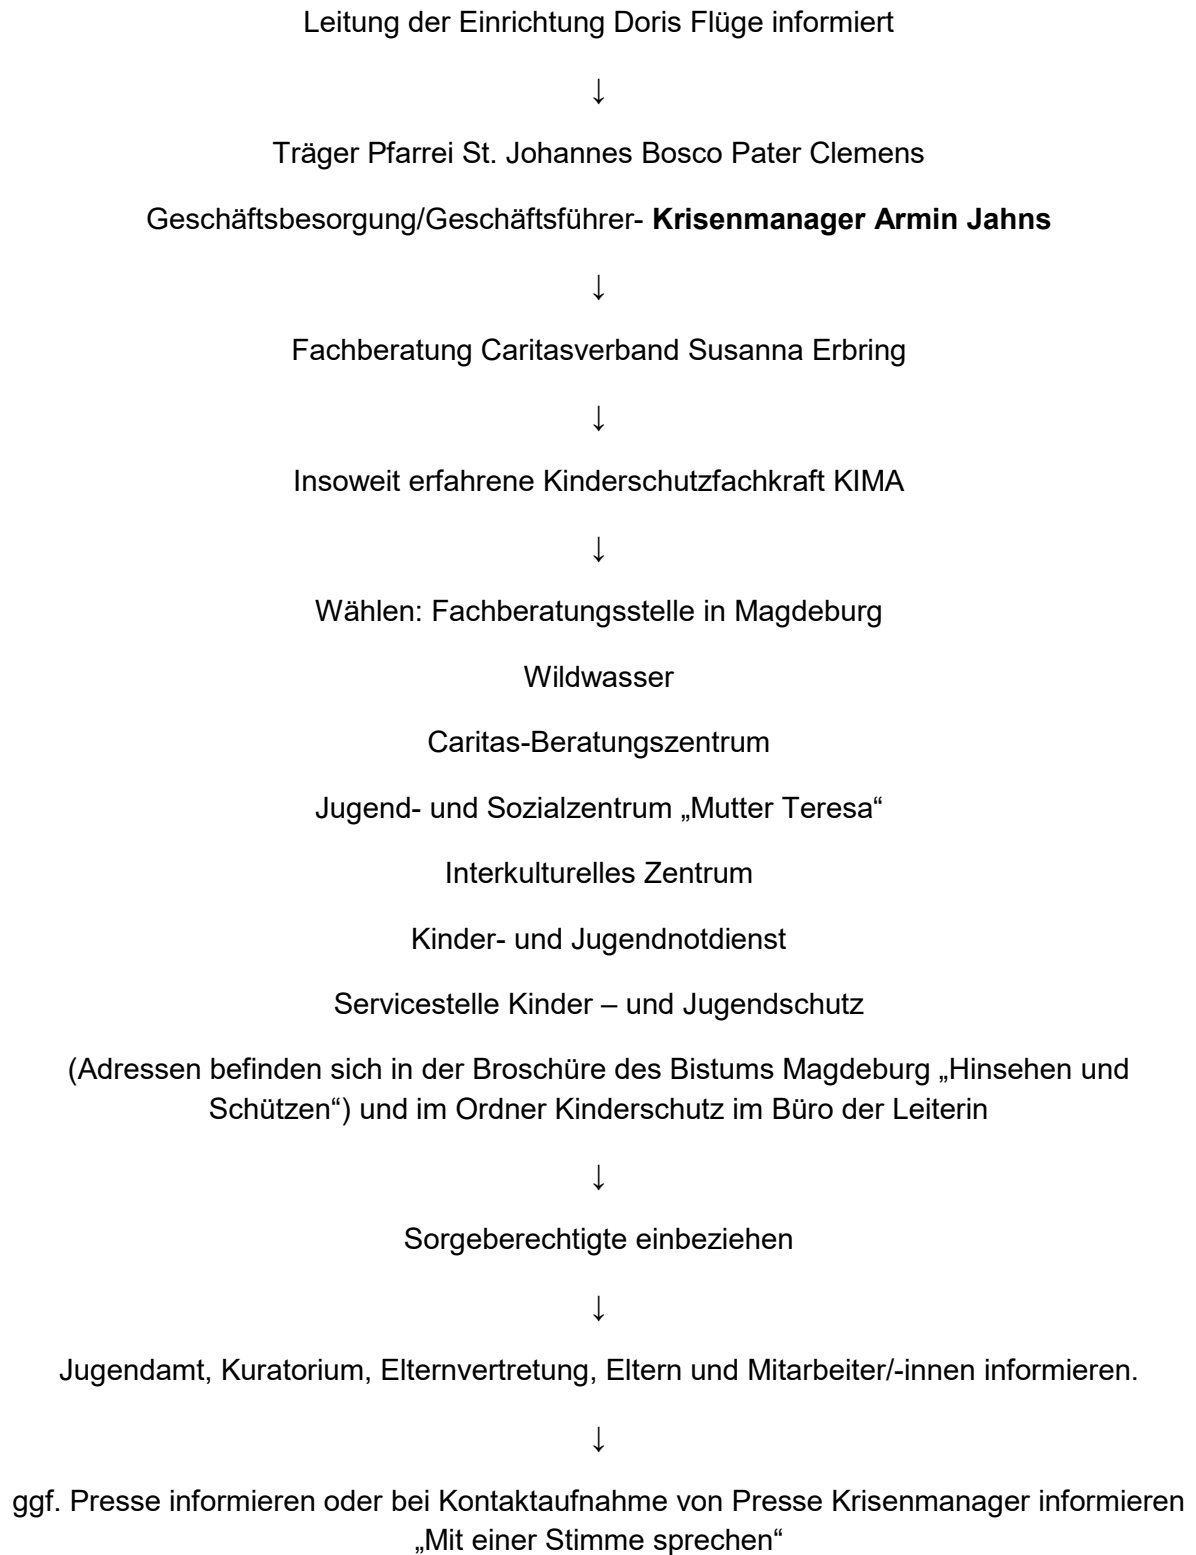 Leitung der Einrichtung Doris Flüge informiert
↓
Träger Pfarrei St. Johannes Bosco Pater Clemens
Geschäftsbesorgung/Geschäftsführer- Krisenmanager Armin Jahns
↓
Fachberatung Caritasverband Susanna Erbring
↓
Insoweit erfahrene Kinderschutzfachkraft KIMA
↓
Wählen: Fachberatungsstelle in Magdeburg
Wildwasser
Caritas-Beratungszentrum
Jugend- und Sozialzentrum „Mutter Teresa“
Interkulturelles Zentrum
Kinder- und Jugendnotdienst
Servicestelle Kinder – und Jugendschutz
(Adressen befinden sich in der Broschüre des Bistums Magdeburg „Hinsehen und
Schützen“) und im Ordner Kinderschutz im Büro der Leiterin
↓
Sorgeberechtigte einbeziehen
↓
Jugendamt, Kuratorium, Elternvertretung, Eltern und Mitarbeiter/-innen informieren.
↓
ggf. Presse informieren oder bei Kontaktaufnahme von Presse Krisenmanager informieren
„Mit einer Stimme sprechen“